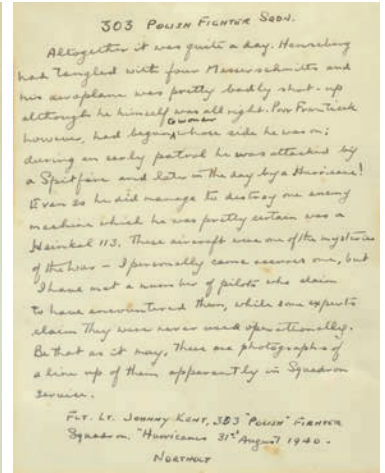 303 POLISH FIGHTER SQDN.
Altogether it was quite a day. Henneberg
had tangled with four Messerschmitts and
his aeroplane was pretty badly shot-up
although he himself was all right. Poor Frantisek
however, had begun to wonder whose side he was on;
during an early patrol he was attacked by
a Spitfire and later in the day by a Hurricane!
Even so he did manage to destroy one enemy
machine which he was pretty certain was a
Heinkel 113. These aircraft were one of the mysteries
of the war – I personally came across one, but
I have met a number of pilots who claim
to have encountered them, while some experts
claim they were never used operationally.
Be that as it may, there are photographs of
a line up of them apparently in Squadron
service.
FLT. LT. JOHNNY KENT, 303 "POLISH" FIGHTER
Squadron. "Hurricanes 31st August 1940 -
NORTHOLT